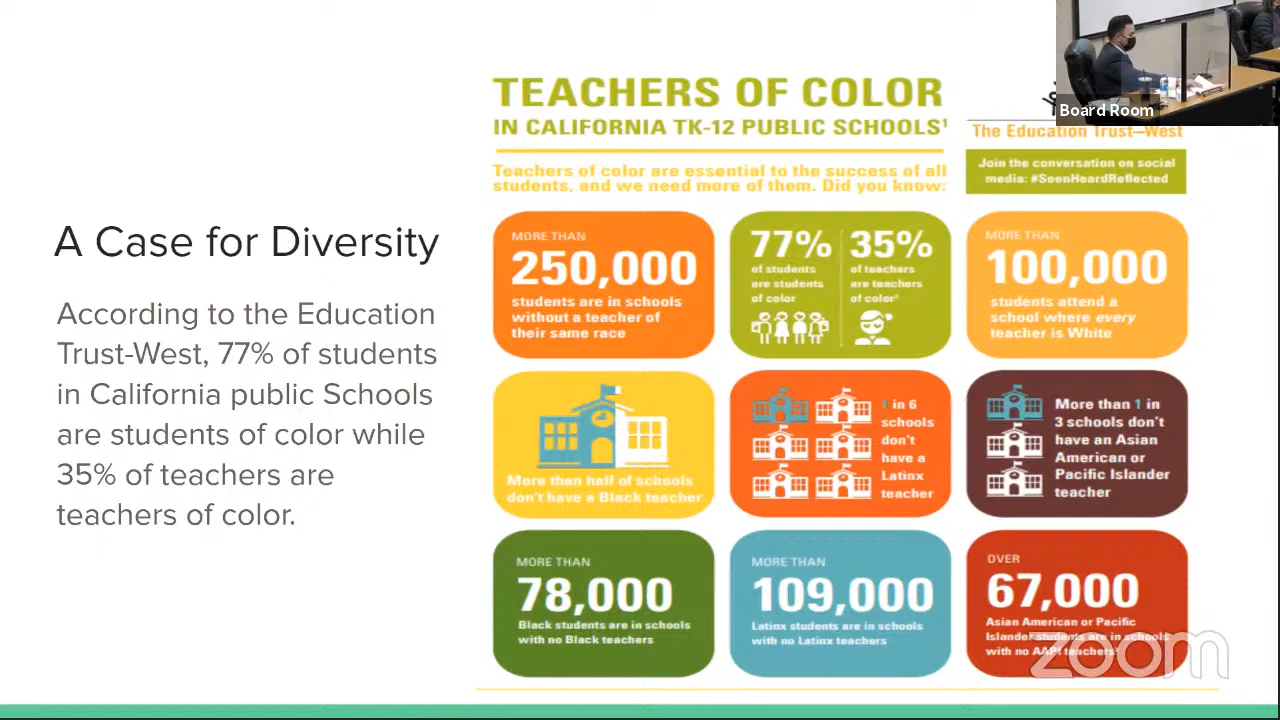 Board Room
A Case for Diversity
According to the Education
Trust-West, 77% of students
in California public Schools
are students of color while
35% of teachers are
teachers of color.
TEACHERS OF COLOR
IN CALIFORNIA TK-12 PUBLIC SCHOOLS¹
The Education Trust—West
Teachers of color are essential to the success of all
students, and we need more of them. Did you know:
Join the conversation on social
media: #SeenHeardReflected
MORE THAN
250,000
students are in schools
without a teacher of
their same race
77%
of students
are students
of color
35%
of teachers
are teachers
of color²
MORE THAN
100,000
students attend a
school where every
teacher is White
More than half of schools
don't have a Black teacher
1 in 6
schools
don't
have a
Latinx
teacher
More than 1 in
3 schools don't
have an Asian
American or
Pacific Islander
teacher
MORE THAN
78,000
Black students are in schools
with no Black teachers
MORE THAN
109,000
Latinx students are in schools
with no Latinx teachers
OVER
67,000
Asian American or Pacific
Islander students are in schools
with no AAPI teachers
zoom